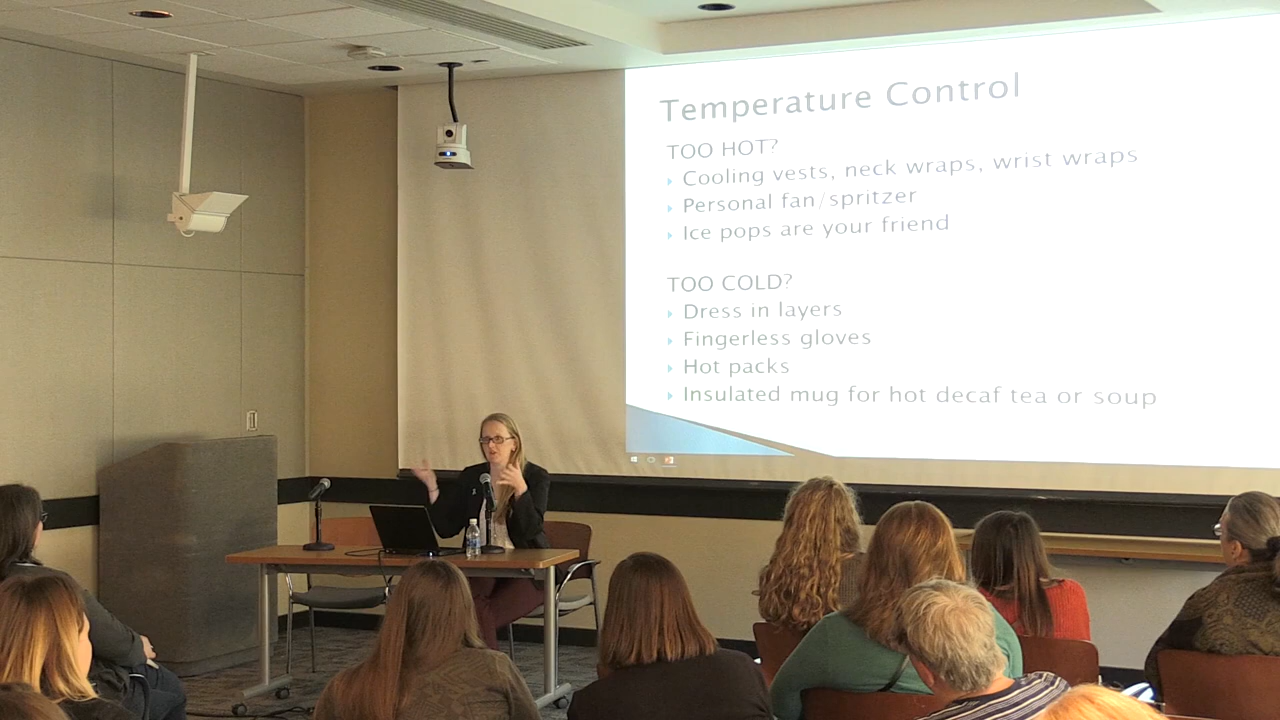 Temperature Control
TOO HOT?
Cooling vests, neck wraps, wrist wraps
Personal fan/spritzer
Ice pops are your friend
TOO COLD?
Dress in layers
Fingerless gloves
Hot packs
Insulated mug for hot decaf tea or soup